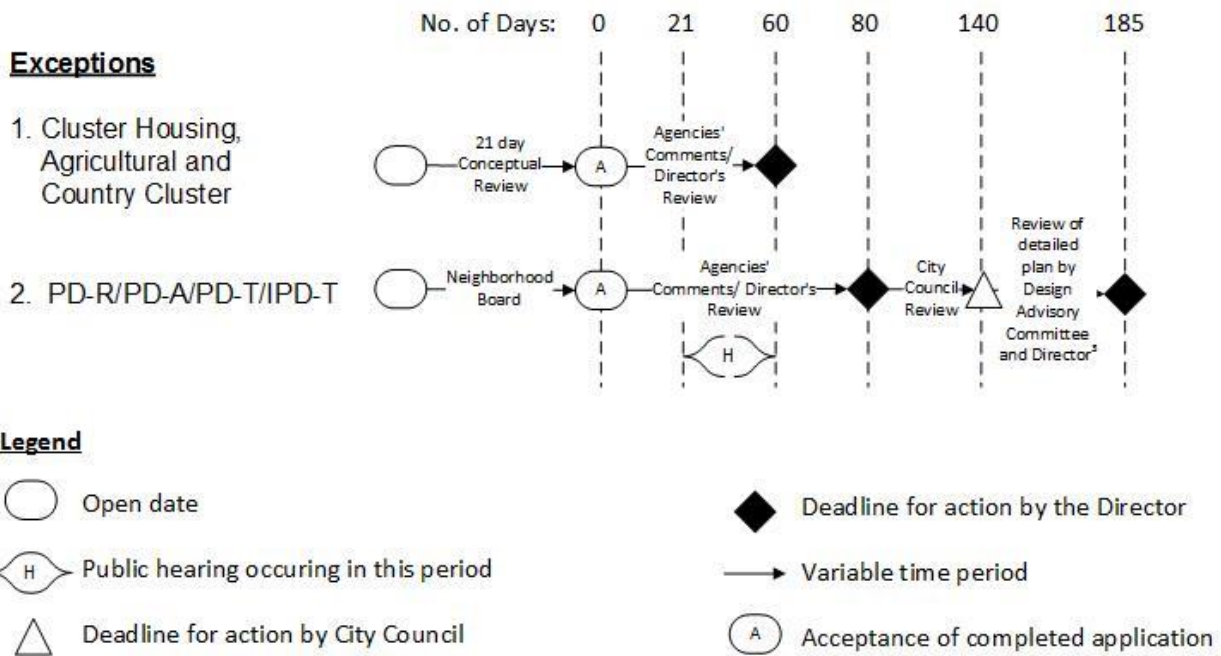 No. of Days: 0 21 60 80 140 185
Exceptions
1. Cluster Housing,
Agricultural and
Country Cluster
21 day
Conceptual
Review
A
Agencies'
Comments/
Director's
Review
2. PD-R/PD-A/PD-T/IPD-T
Neighborhood
Board
A
Agencies'
Comments/ Director's
Review
H
City
Council
Review
Review of
detailed
plan by
Design
Advisory
Committee
and Director³
Legend
Open date
H Public hearing occuring in this period
Deadline for action by City Council
Deadline for action by the Director
Variable time period
A Acceptance of completed application